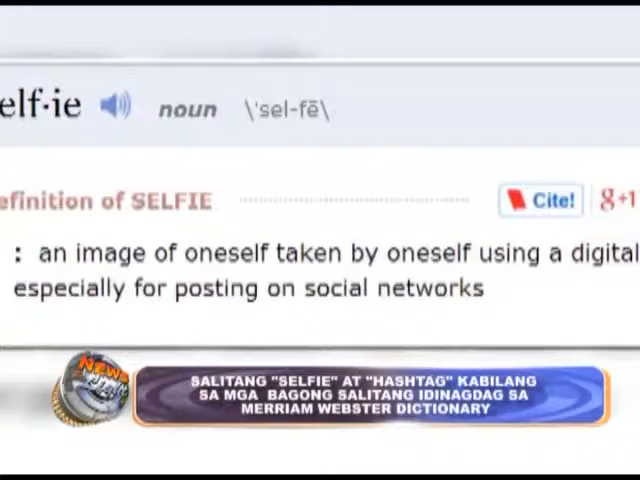 elf·ie noun \ˈsel-fē\
efinition of SELFIE Cite! g+1
: an image of oneself taken by oneself using a digital
especially for posting on social networks
NEWS
SALITANG "SELFIE" AT "HASHTAG" KABILANG
SA MGA BAGONG SALITANG IDINAGDAG SA
MERRIAM WEBSTER DICTIONARY